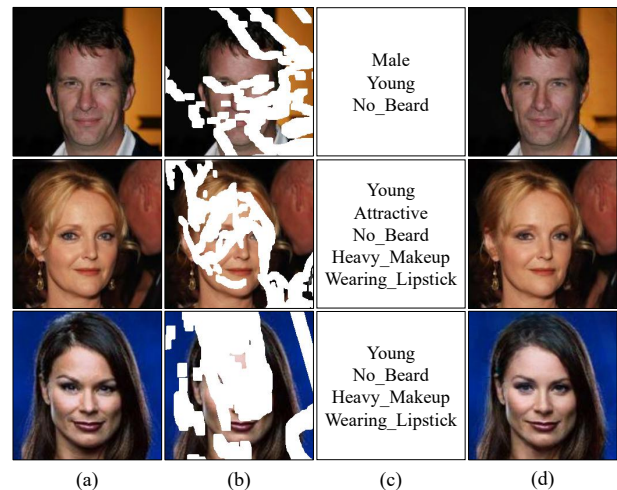 Male
Young
No_Beard
Young
Attractive
No_Beard
Heavy_Makeup
Wearing_Lipstick
Young
No_Beard
Heavy_Makeup
Wearing_Lipstick
(a) (b) (c) (d)